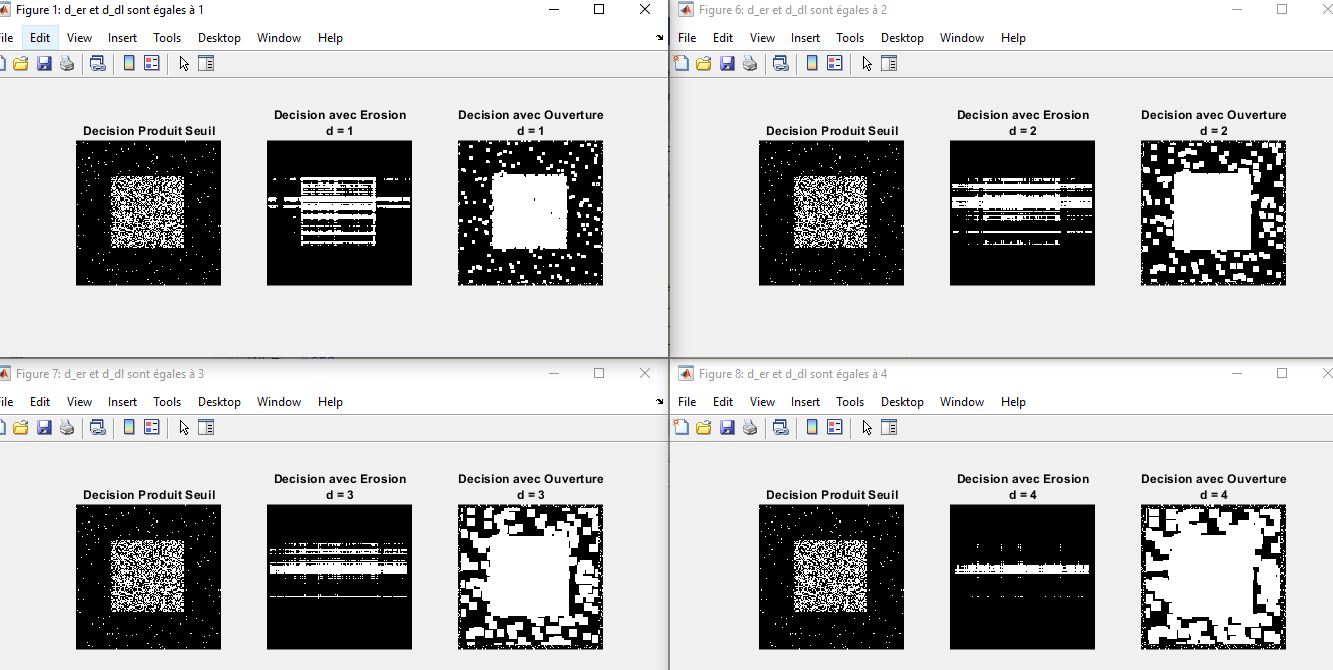 Figure 1: d_er et d_dl sont égales à 1
File Edit View Insert Tools Desktop Window Help
Decision Produit Seuil
Decision avec Erosion
d = 1
Decision avec Ouverture
d = 1
Figure 6: d_er et d_dl sont égales à 2
File Edit View Insert Tools Desktop Window Help
Decision Produit Seuil
Decision avec Erosion
d = 2
Decision avec Ouverture
d = 2
Figure 7: d_er et d_dl sont égales à 3
File Edit View Insert Tools Desktop Window Help
Decision Produit Seuil
Decision avec Erosion
d = 3
Decision avec Ouverture
d = 3
Figure 8: d_er et d_dl sont égales à 4
File Edit View Insert Tools Desktop Window Help
Decision Produit Seuil
Decision avec Erosion
d = 4
Decision avec Ouverture
d = 4